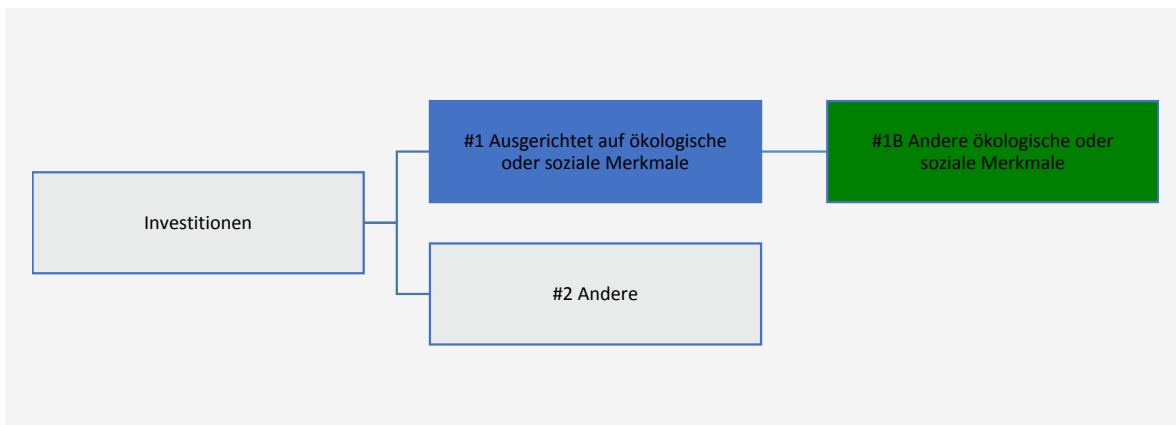 #1 Ausgerichtet auf ökologische
oder soziale Merkmale
#1B Andere ökologische oder
soziale Merkmale
Investitionen
#2 Andere